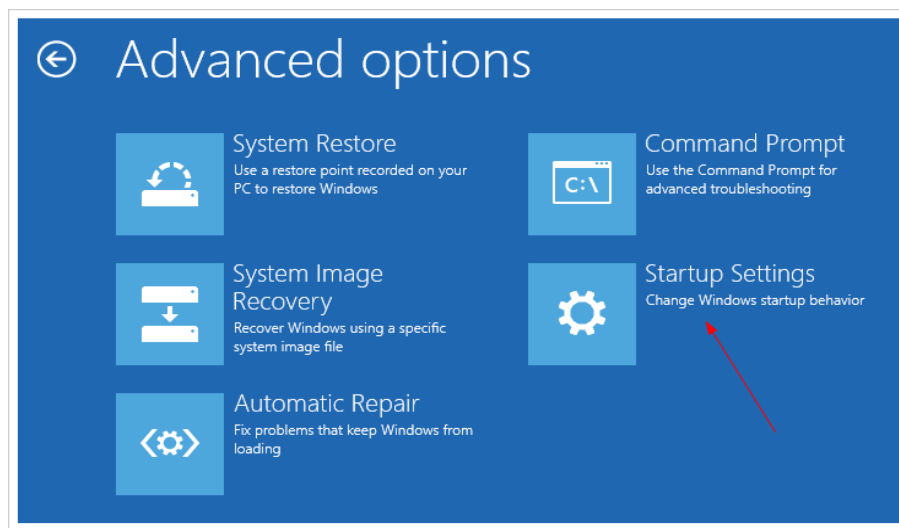 Advanced options
System Restore
Use a restore point recorded on your
PC to restore Windows
System Image
Recovery
Recover Windows using a specific
system image file
Automatic Repair
Fix problems that keep Windows from
loading
Command Prompt
Use the Command Prompt for
advanced troubleshooting
C:\
Startup Settings
Change Windows startup behavior